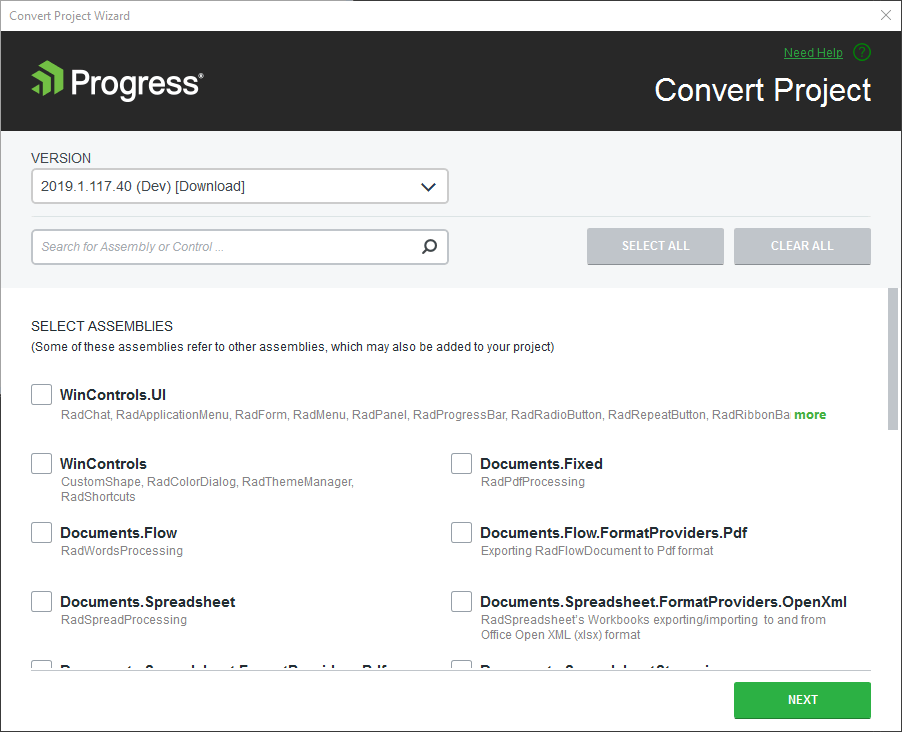 Convert Project Wizard
Need Help ?
Progress®
Convert Project
VERSION
2019.1.117.40 (Dev) [Download]
Search for Assembly or Control ...
SELECT ALL
CLEAR ALL
SELECT ASSEMBLIES
(Some of these assemblies refer to other assemblies, which may also be added to your project)
WinControls.UI
RadChat, RadApplicationMenu, RadForm, RadMenu, RadPanel, RadProgressBar, RadRadioButton, RadRepeatButton, RadRibbonBa more
WinControls
CustomShape, RadColorDialog, RadThemeManager,
RadShortcuts
Documents.Fixed
RadPdfProcessing
Documents.Flow
RadWordsProcessing
Documents.Flow.FormatProviders.Pdf
Exporting RadFlowDocument to Pdf format
Documents.Spreadsheet
RadSpreadProcessing
Documents.Spreadsheet.FormatProviders.OpenXml
RadSpreadsheet's Workbooks exporting/importing to and from
Office Open XML (xlsx) format
NEXT